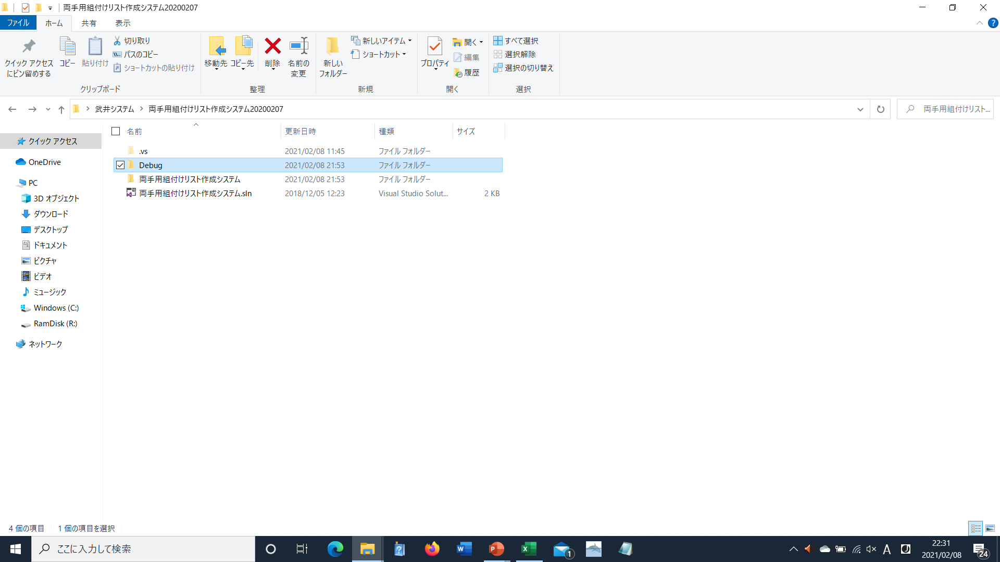 両手用組付けリスト作成システム20200207
ファイル
ホーム
共有
表示
クイック アクセス
にピン留めする
コピー
貼り付け
切り取り
パスのコピー
ショートカットの貼り付け
クリップボード
移動先
コピー先
削除
名前の
変更
整理
新しい
フォルダー
新しいアイテム
ショートカット
新規
プロパティ
開く
編集
履歴
開く
すべて選択
選択解除
選択の切り替え
選択
武井システム
両手用組付けリスト作成システム20200207
両手用組付けリスト...
名前 更新日時 種類 サイズ
.vs 2021/02/08 11:45 ファイル フォルダー
Debug 2021/02/08 21:53 ファイル フォルダー
両手用組付けリスト作成システム 2021/02/08 21:53 ファイル フォルダー
両手用組付けリスト作成システム.sln 2018/12/05 12:23 Visual Studio Solut... 2 KB
クイック アクセス
OneDrive
PC
3D オブジェクト
ダウンロード
デスクトップ
ドキュメント
ピクチャ
ビデオ
ミュージック
Windows (C:)
RamDisk (R:)
ネットワーク
4 個の項目
1 個の項目を選択
ここに入力して検索
1
A
J
22:31
2021/02/08
24